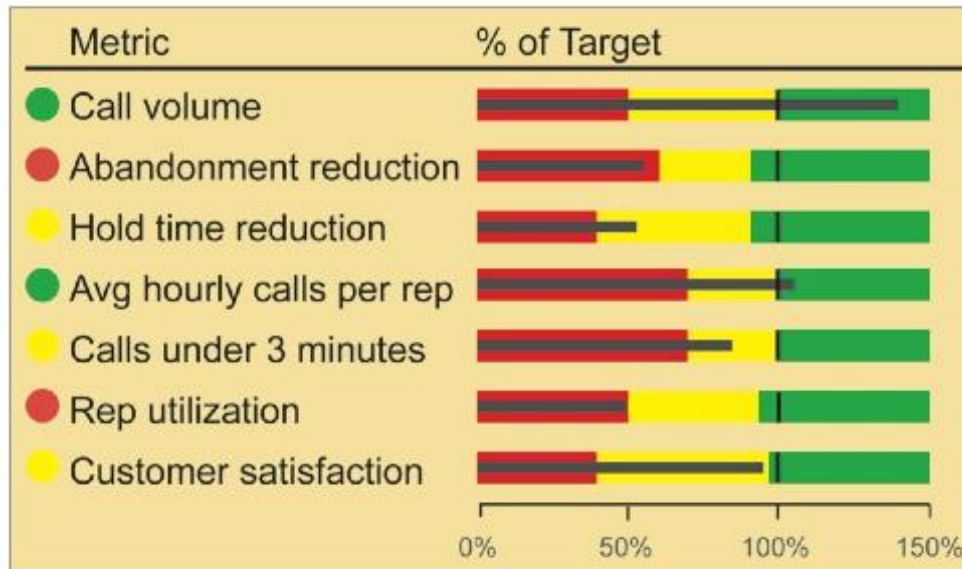 Metric % of Target
Call volume
Abandonment reduction
Hold time reduction
Avg hourly calls per rep
Calls under 3 minutes
Rep utilization
Customer satisfaction
0% 50% 100% 150%